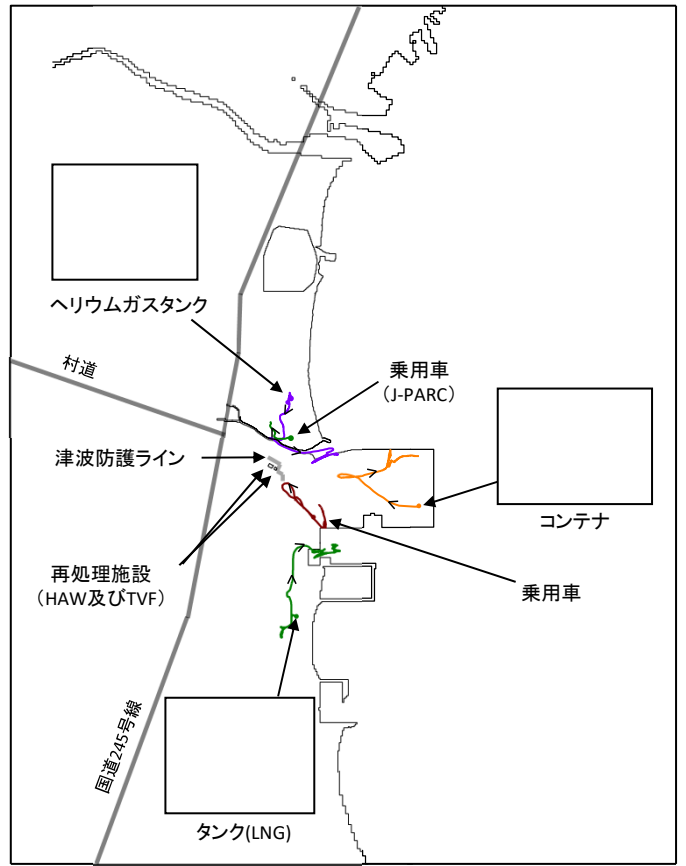 ヘリウムガスタンク
村道
乗用車
（J-PARC）
津波防護ライン
コンテナ
再処理施設
（HAW及びTVF）
乗用車
国道245号線
タンク(LNG)